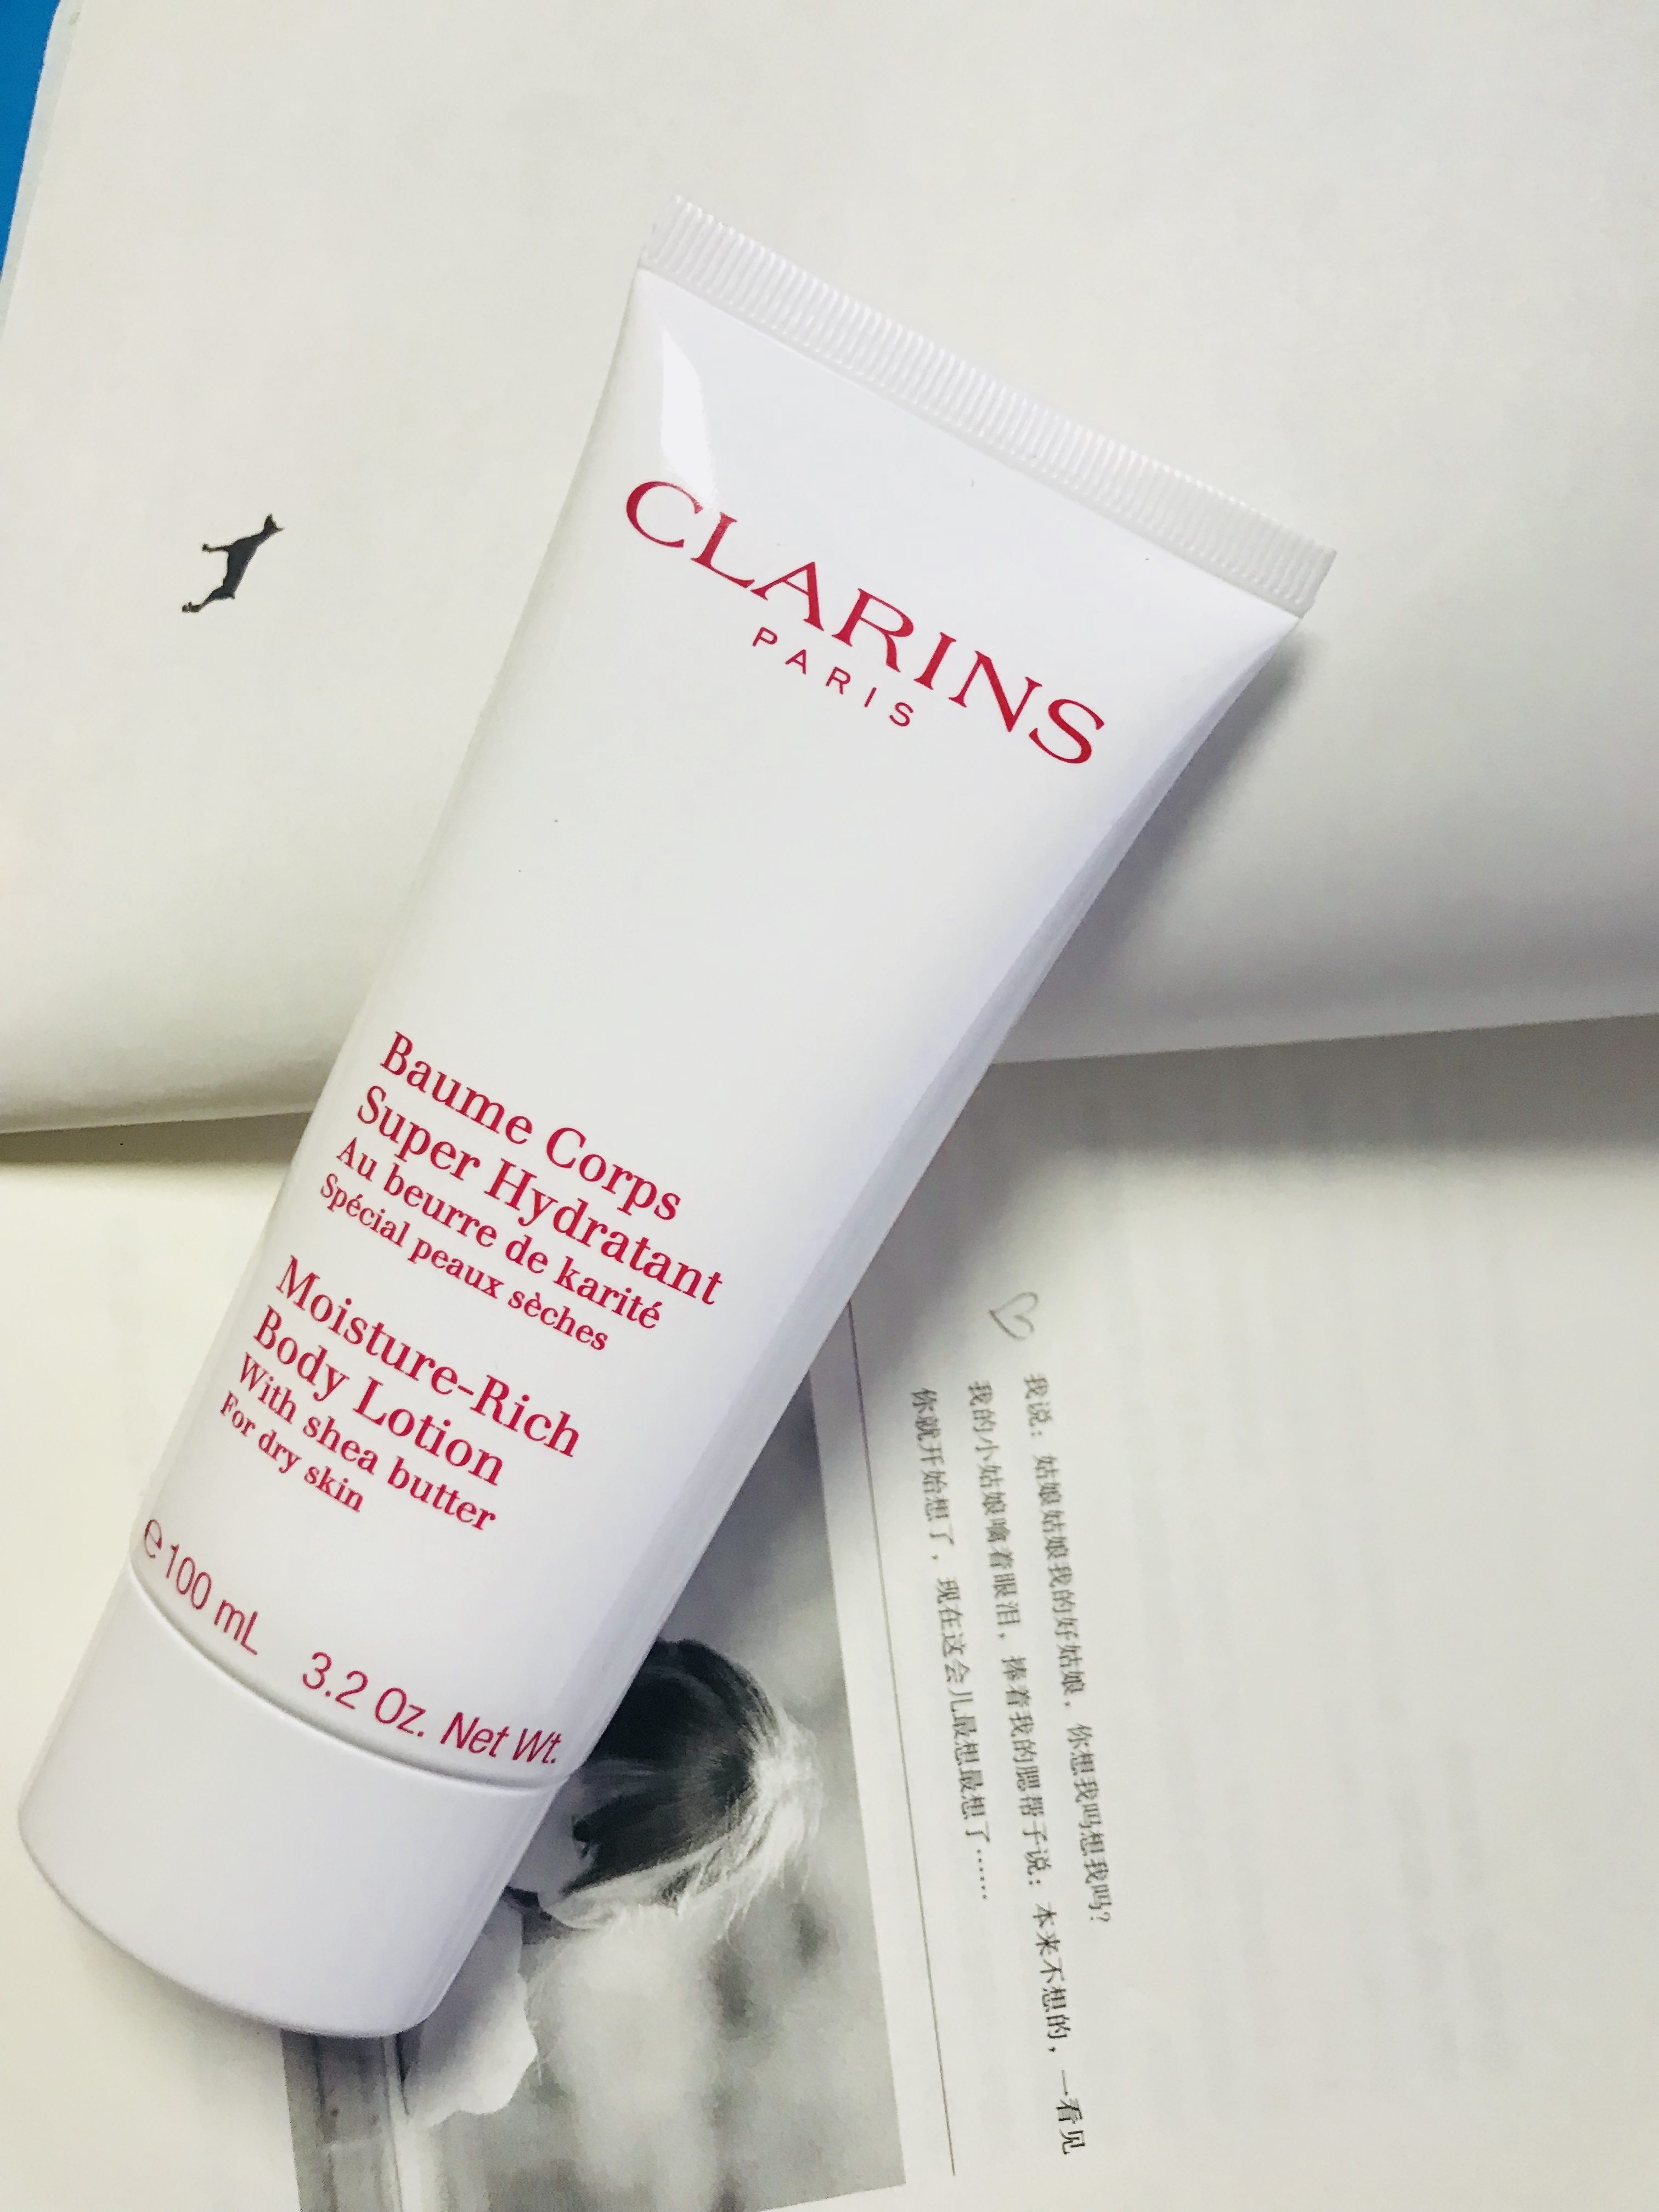 CLARINS
PARIS
Baume Corps
Super Hydratant
Au beurre de karité
Spécial peaux sèches
Moisture-Rich
Body Lotion
With shea butter
For dry skin
℮100 mL 3.2 Oz. Net Wt.
我说：姑娘姑娘我的好姑娘，你想我吗想我吗？
我的小姑娘噙着眼泪，捧着我的腮帮子说：本来不想的，一看见
你就开始想了，现在这会儿最想最想了……